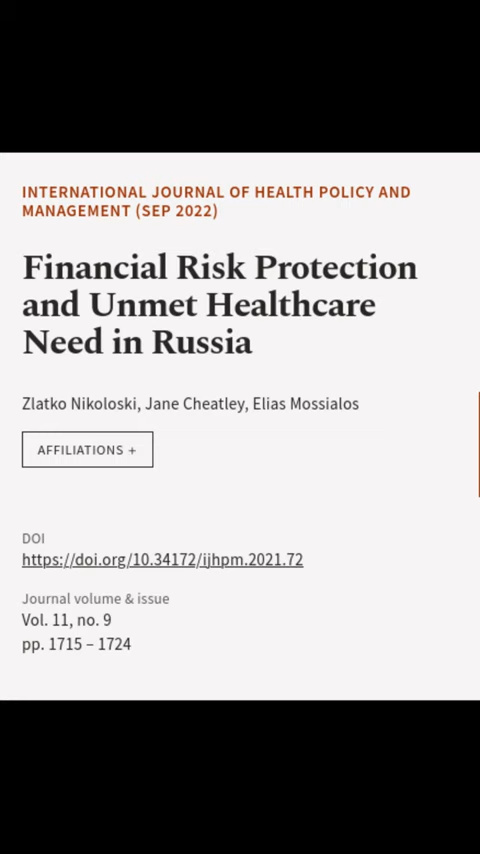 INTERNATIONAL JOURNAL OF HEALTH POLICY AND
MANAGEMENT (SEP 2022)
Financial Risk Protection
and Unmet Healthcare
Need in Russia
Zlatko Nikoloski, Jane Cheatley, Elias Mossialos
AFFILIATIONS +
DOI
https://doi.org/10.34172/ijhpm.2021.72
Journal volume & issue
Vol. 11, no. 9
pp. 1715 – 1724